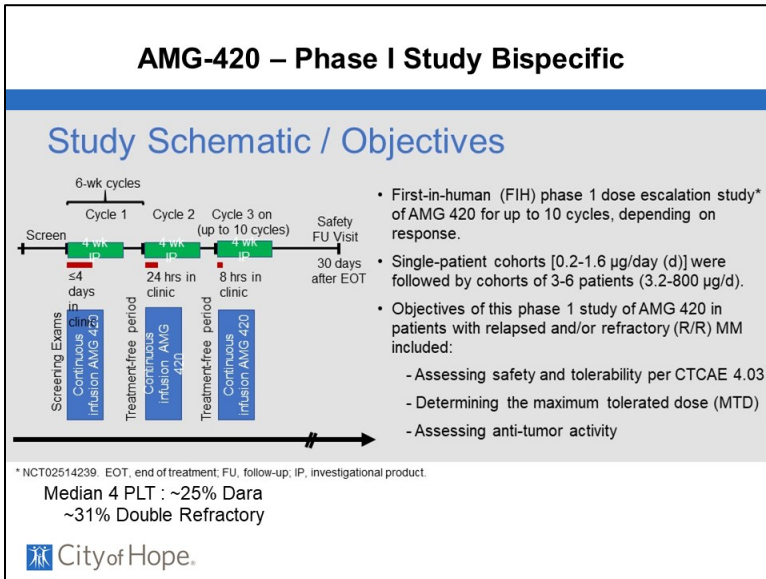 AMG-420 – Phase I Study Bispecific
Study Schematic / Objectives
6-wk cycles
Cycle 1
Cycle 2
Cycle 3 on
(up to 10 cycles)
Safety
FU Visit
Screen
4 wk
IP
4 wk
IP
4 wk
IP
30 days
after EOT
≤4
days
in
clinic
24 hrs in
clinic
8 hrs in
clinic
Screening Exams
Continuous
infusion AMG 420
Treatment-free period
Continuous
infusion AMG
420
Treatment-free period
Continuous
infusion AMG 420
• First-in-human (FIH) phase 1 dose escalation study*
of AMG 420 for up to 10 cycles, depending on
response.
• Single-patient cohorts [0.2-1.6 µg/day (d)] were
followed by cohorts of 3-6 patients (3.2-800 µg/d).
• Objectives of this phase 1 study of AMG 420 in
patients with relapsed and/or refractory (R/R) MM
included:
- Assessing safety and tolerability per CTCAE 4.03
- Determining the maximum tolerated dose (MTD)
- Assessing anti-tumor activity
* NCT02514239. EOT, end of treatment; FU, follow-up; IP, investigational product.
Median 4 PLT : ~25% Dara
~31% Double Refractory
City of Hope.